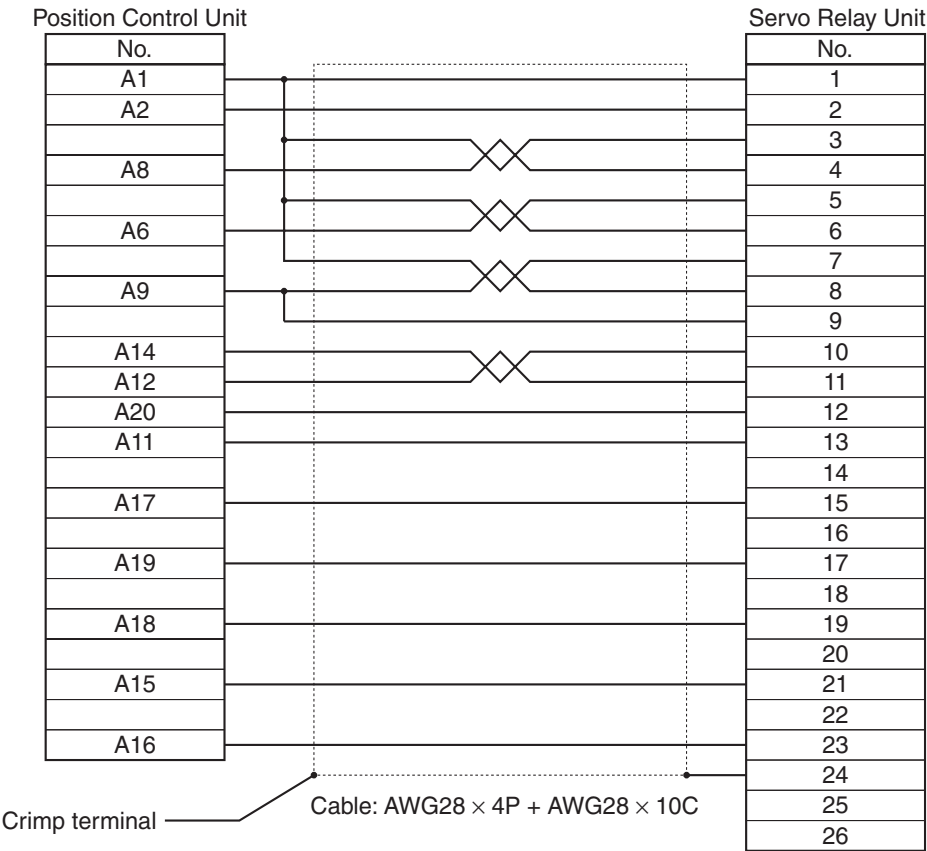 Position Control Unit
Servo Relay Unit
No.
No.
A1
1
A2
2
3
A8
4
5
A6
6
7
A9
8
9
A14
10
A12
11
A20
12
A11
13
14
A17
15
16
A19
17
18
A18
19
20
A15
21
22
A16
23
24
Cable: AWG28 × 4P + AWG28 × 10C
25
Crimp terminal
26